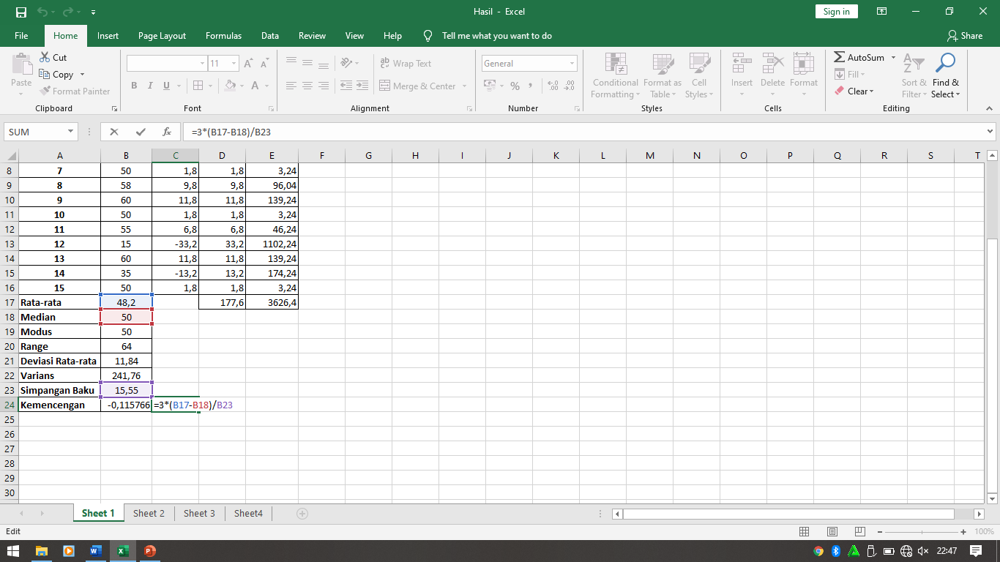 Hasil - Excel
Sign in
File Home Insert Page Layout Formulas Data Review View Help Tell me what you want to do Share
Paste Cut Copy Format Painter
Clipboard
11
B I U
Font
Wrap Text
Merge & Center
Alignment
General
% ,
Number
Conditional Formatting Format as Table Cell Styles
Styles
Insert Delete Format
Cells
AutoSum
Fill
Clear
Sort & Filter Find & Select
Editing
SUM fx =3*(B17-B18)/B23
A B C D E F G H I J K L M N O P Q R S T
8 7 50 1,8 1,8 3,24
9 8 58 9,8 9,8 96,04
10 9 60 11,8 11,8 139,24
11 10 50 1,8 1,8 3,24
12 11 55 6,8 6,8 46,24
13 12 15 -33,2 33,2 1102,24
14 13 60 11,8 11,8 139,24
15 14 35 -13,2 13,2 174,24
16 15 50 1,8 1,8 3,24
17 Rata-rata 48,2 177,6 3626,4
18 Median 50
19 Modus 50
20 Range 64
21 Deviasi Rata-rata 11,84
22 Varians 241,76
23 Simpangan Baku 15,55
24 Kemencengan -0,115766 =3*(B17-B18)/B23
25
26
27
28
29
30
Sheet 1 Sheet 2 Sheet 3 Sheet4
Edit 100%
22:47